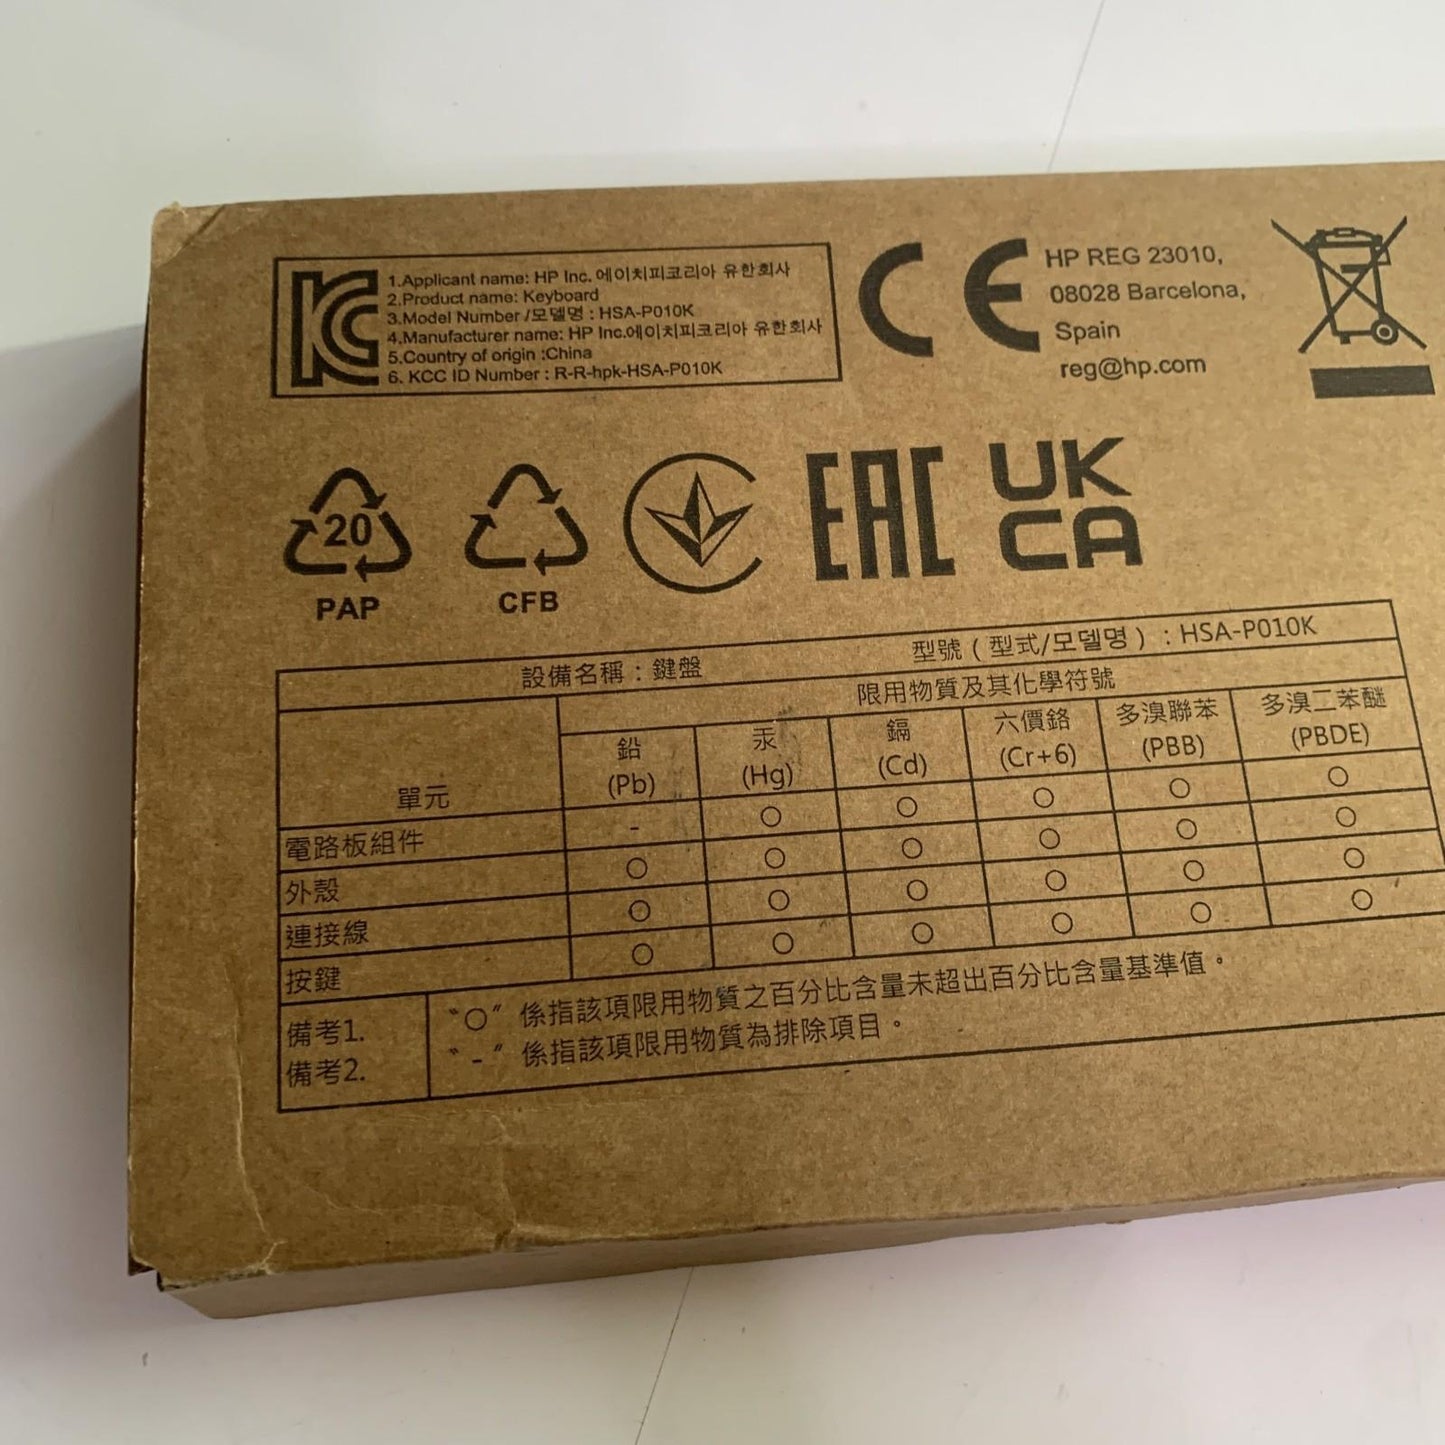 KC
1.Applicant name: HP Inc. 에이치피코리아 유한회사
2.Product name: Keyboard
3.Model Number /모델명 : HSA-P010K
4.Manufacturer name: HP Inc.에이치피코리아 유한회사
5.Country of origin :China
6. KCC ID Number : R-R-hpk-HSA-P010K
CE
HP REG 23010,
08028 Barcelona,
Spain
reg@hp.com
20
PAP
CFB
EAC
UK
CA
設備名稱：鍵盤 型號（型式/모델명）：HSA-P010K
限用物質及其化學符號
單元
鉛 汞 鎘 六價鉻 多溴聯苯 多溴二苯醚
(Pb) (Hg) (Cd) (Cr+6) (PBB) (PBDE)
電路板組件 - ○ ○ ○ ○ ○
外殼 ○ ○ ○ ○ ○ ○
連接線 ○ ○ ○ ○ ○ ○
按鍵 ○ ○ ○ ○ ○ ○
備考1. 〝○〞係指該項限用物質之百分比含量未超出百分比含量基準值。
備考2. 〝-〞係指該項限用物質為排除項目。